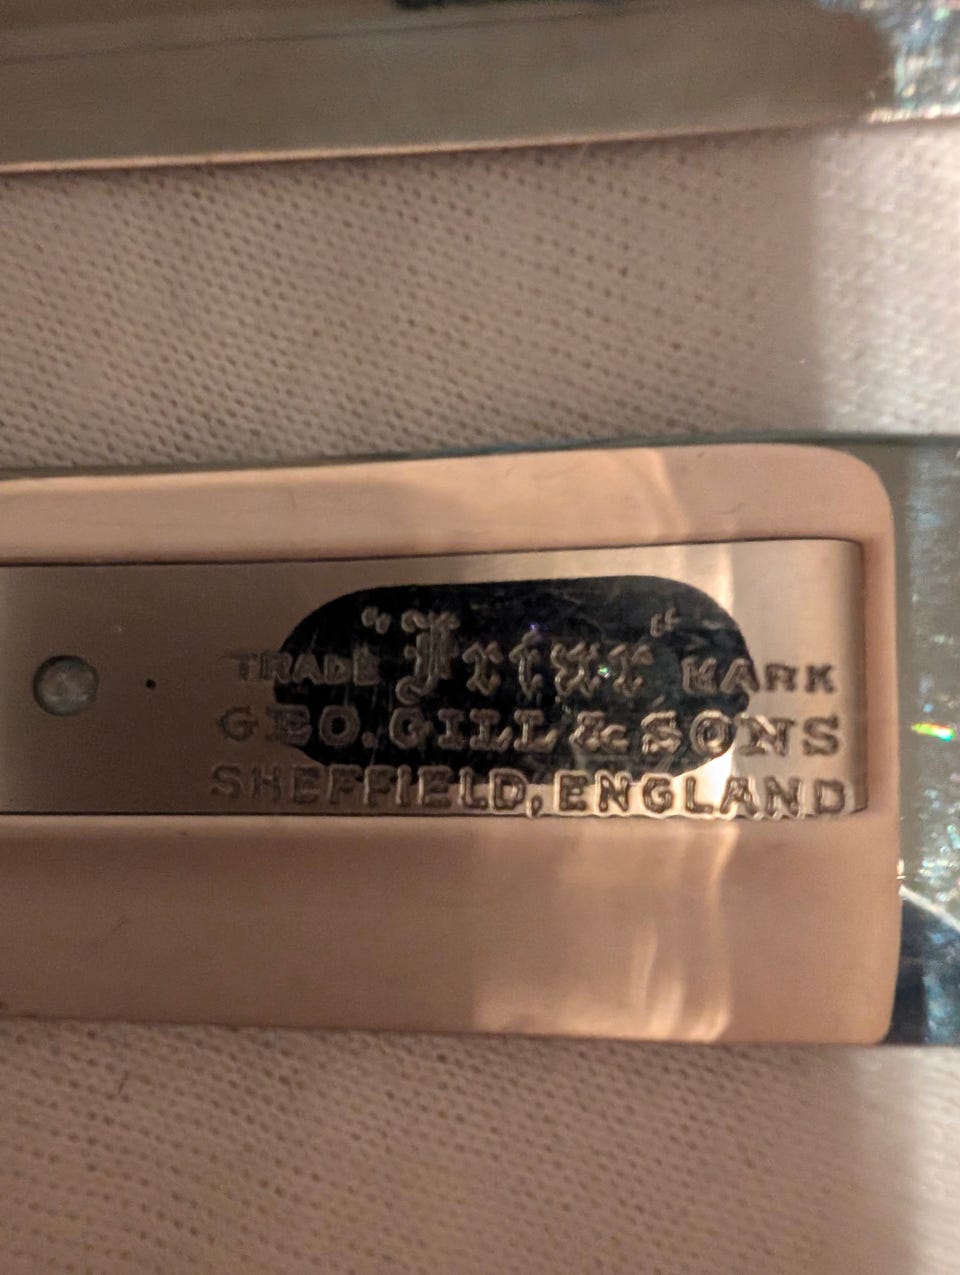 TRADE MARK
GEO. GILL & SONS
SHEFFIELD, ENGLAND